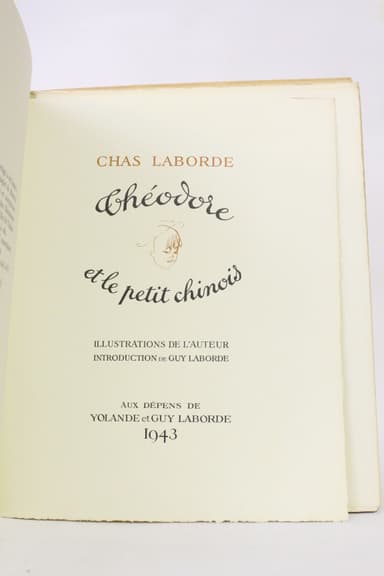 CHAS LABORDE
Théodore
et le petit chinois
ILLUSTRATIONS DE L'AUTEUR
INTRODUCTION DE GUY LABORDE
AUX DÉPENS DE
YOLANDE et GUY LABORDE
1943